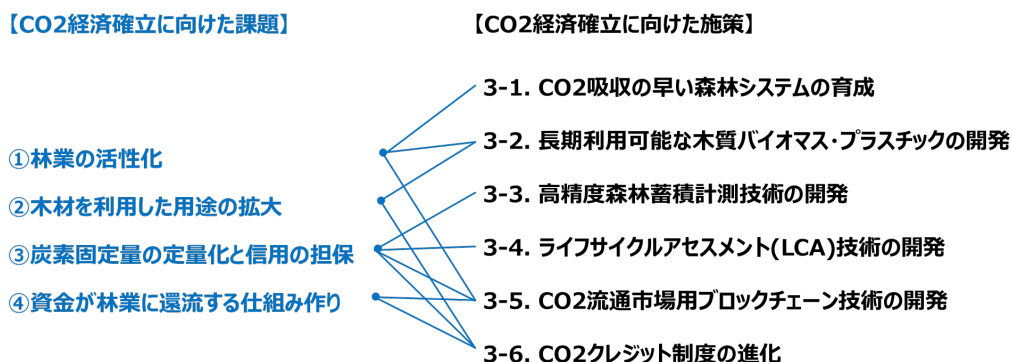 【CO2経済確立に向けた課題】
①林業の活性化
②木材を利用した用途の拡大
③炭素固定量の定量化と信用の担保
④資金が林業に還流する仕組み作り
【CO2経済確立に向けた施策】
3-1. CO2吸収の早い森林システムの育成
3-2. 長期利用可能な木質バイオマス・プラスチックの開発
3-3. 高精度森林蓄積計測技術の開発
3-4. ライフサイクルアセスメント(LCA)技術の開発
3-5. CO2流通市場用ブロックチェーン技術の開発
3-6. CO2クレジット制度の進化